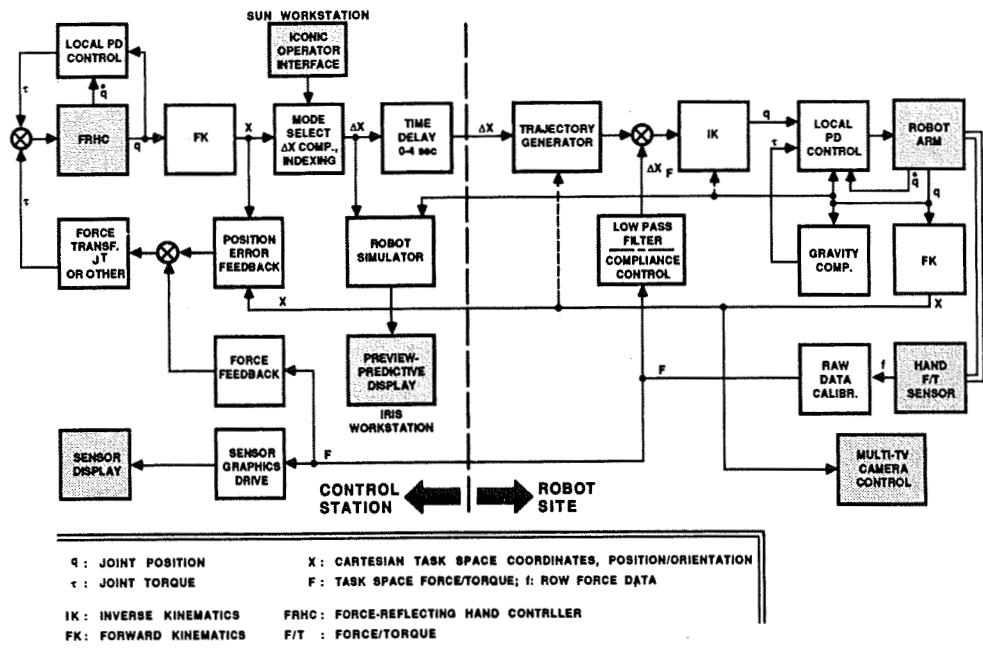 SUN WORKSTATION
ICONIC
OPERATOR
INTERFACE
LOCAL PD
CONTROL
τ
q̇
FRHC
q
FK
X
MODE
SELECT
ΔX COMP.,
INDEXING
ΔX
TIME
DELAY
0-4 sec
ΔX
TRAJECTORY
GENERATOR
IK
q
τ
LOCAL
PD
CONTROL
ROBOT
ARM
q̇
q
ΔX F
τ
FORCE
TRANSF.
JT
OR OTHER
POSITION
ERROR
FEEDBACK
ROBOT
SIMULATOR
LOW PASS
FILTER
COMPLIANCE
CONTROL
GRAVITY
COMP.
FK
X
X
FORCE
FEEDBACK
PREVIEW-
PREDICTIVE
DISPLAY
IRIS
WORKSTATION
F
RAW
DATA
CALIBR.
f
HAND
F/T
SENSOR
SENSOR
DISPLAY
SENSOR
GRAPHICS
DRIVE
F
MULTI-TV
CAMERA
CONTROL
CONTROL
STATION
ROBOT
SITE
q : JOINT POSITION
τ : JOINT TORQUE
IK : INVERSE KINEMATICS
FK: FORWARD KINEMATICS
X : CARTESIAN TASK SPACE COORDINATES, POSITION/ORIENTATION
F : TASK SPACE FORCE/TORQUE; f: ROW FORCE DATA
FRHC: FORCE-REFLECTING HAND CONTRLLER
F/T : FORCE/TORQUE